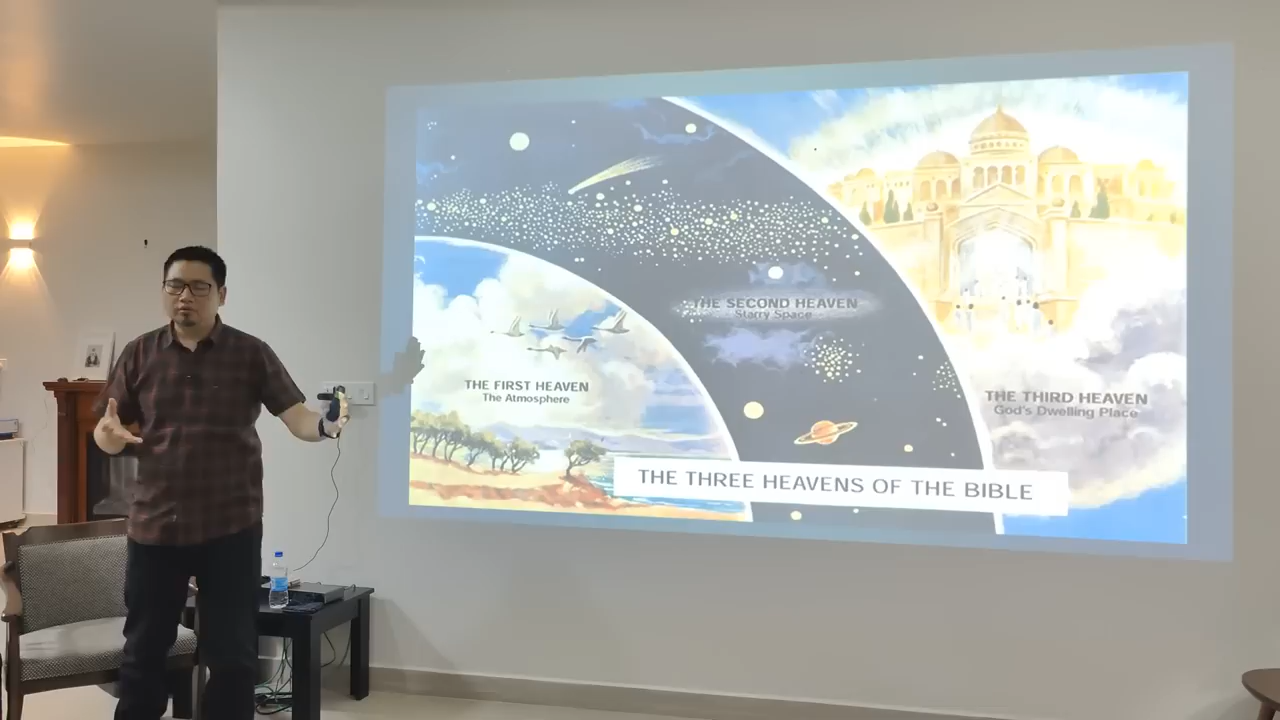 THE SECOND HEAVEN
Starry Space
THE FIRST HEAVEN
The Atmosphere
THE THIRD HEAVEN
God's Dwelling Place
THE THREE HEAVENS OF THE BIBLE